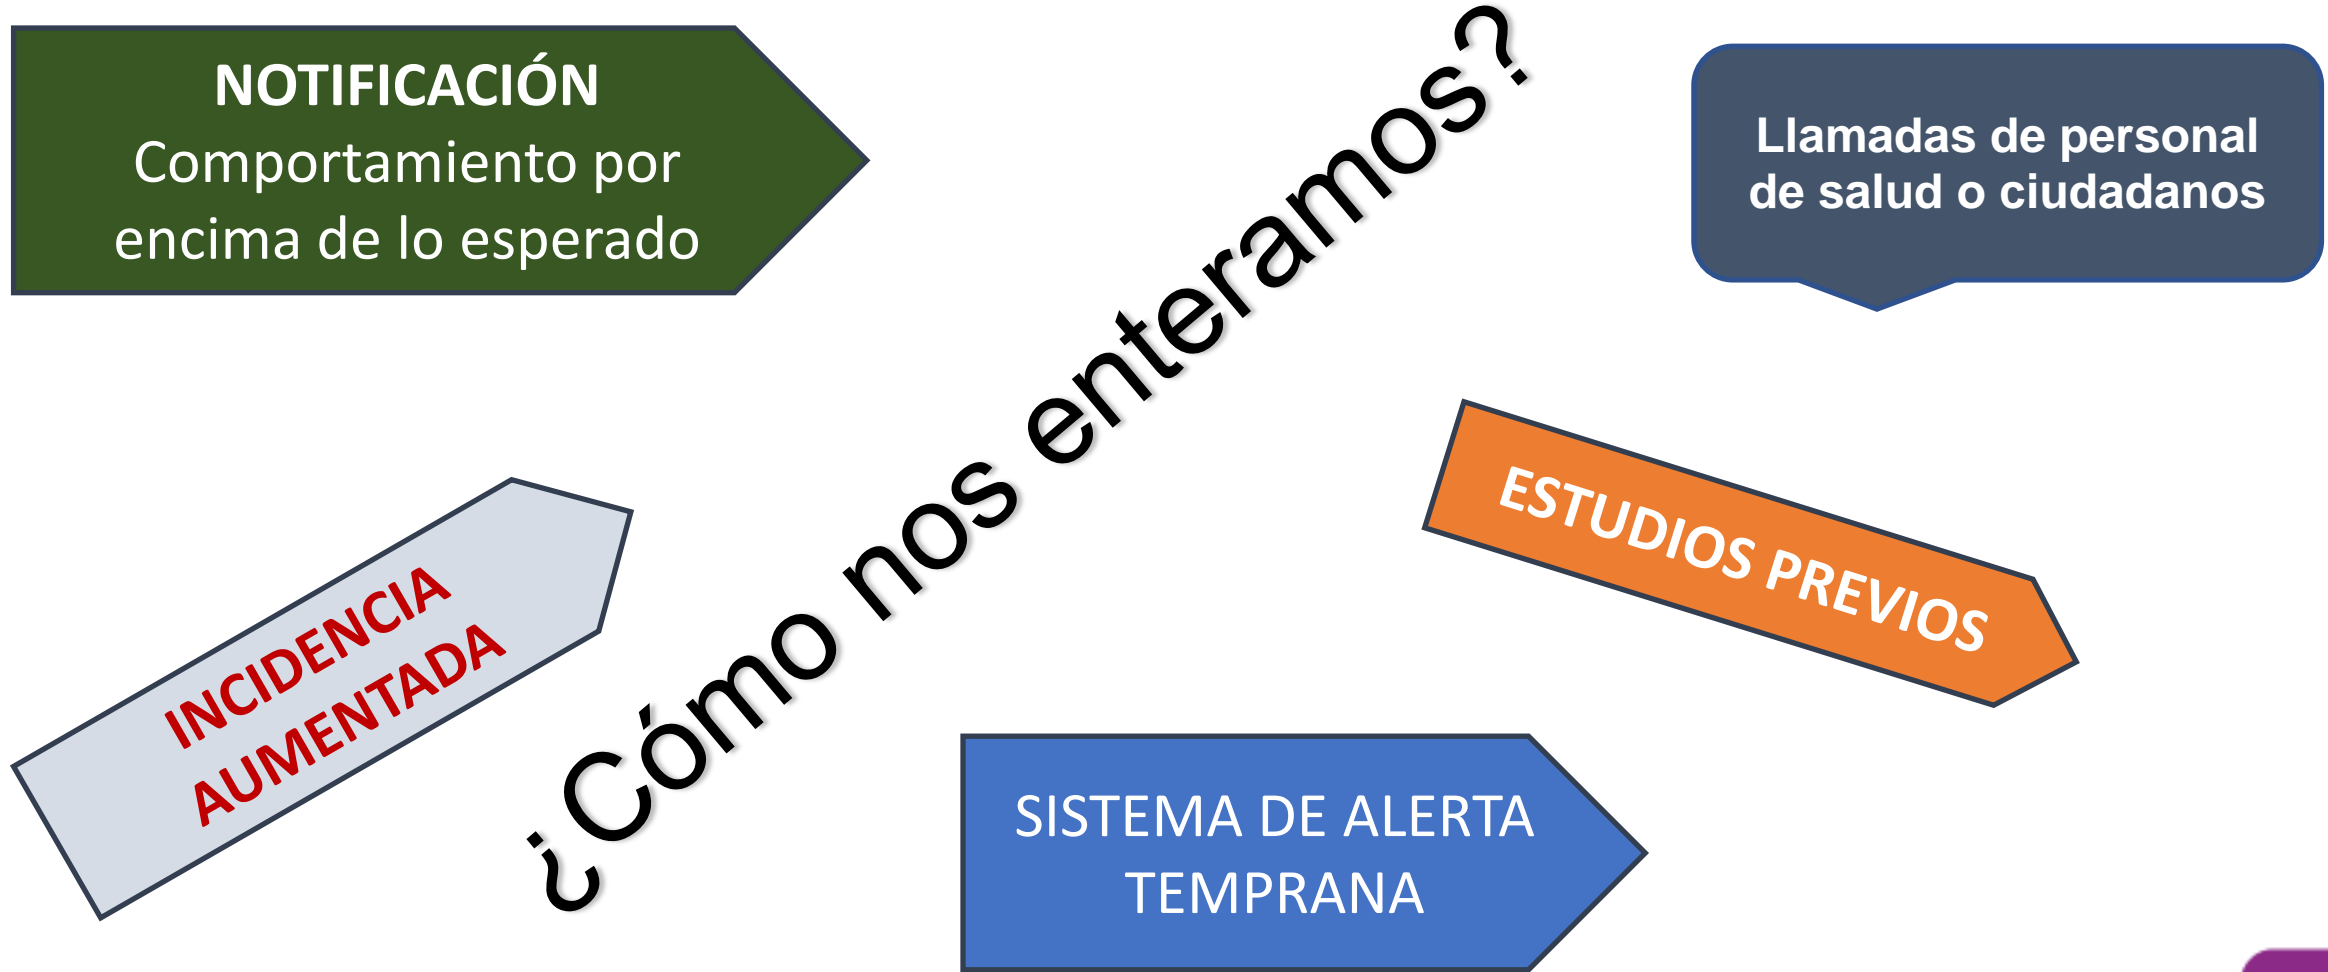 NOTIFICACIÓN
Comportamiento por
encima de lo esperado
¿Cómo nos enteramos?
Llamadas de personal
de salud o ciudadanos
INCIDENCIA
AUMENTADA
ESTUDIOS PREVIOS
SISTEMA DE ALERTA
TEMPRANA